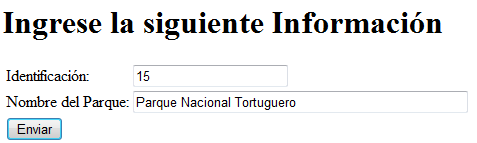 Ingrese la siguiente Información
Identificación: 15
Nombre del Parque: Parque Nacional Tortuguero
Enviar